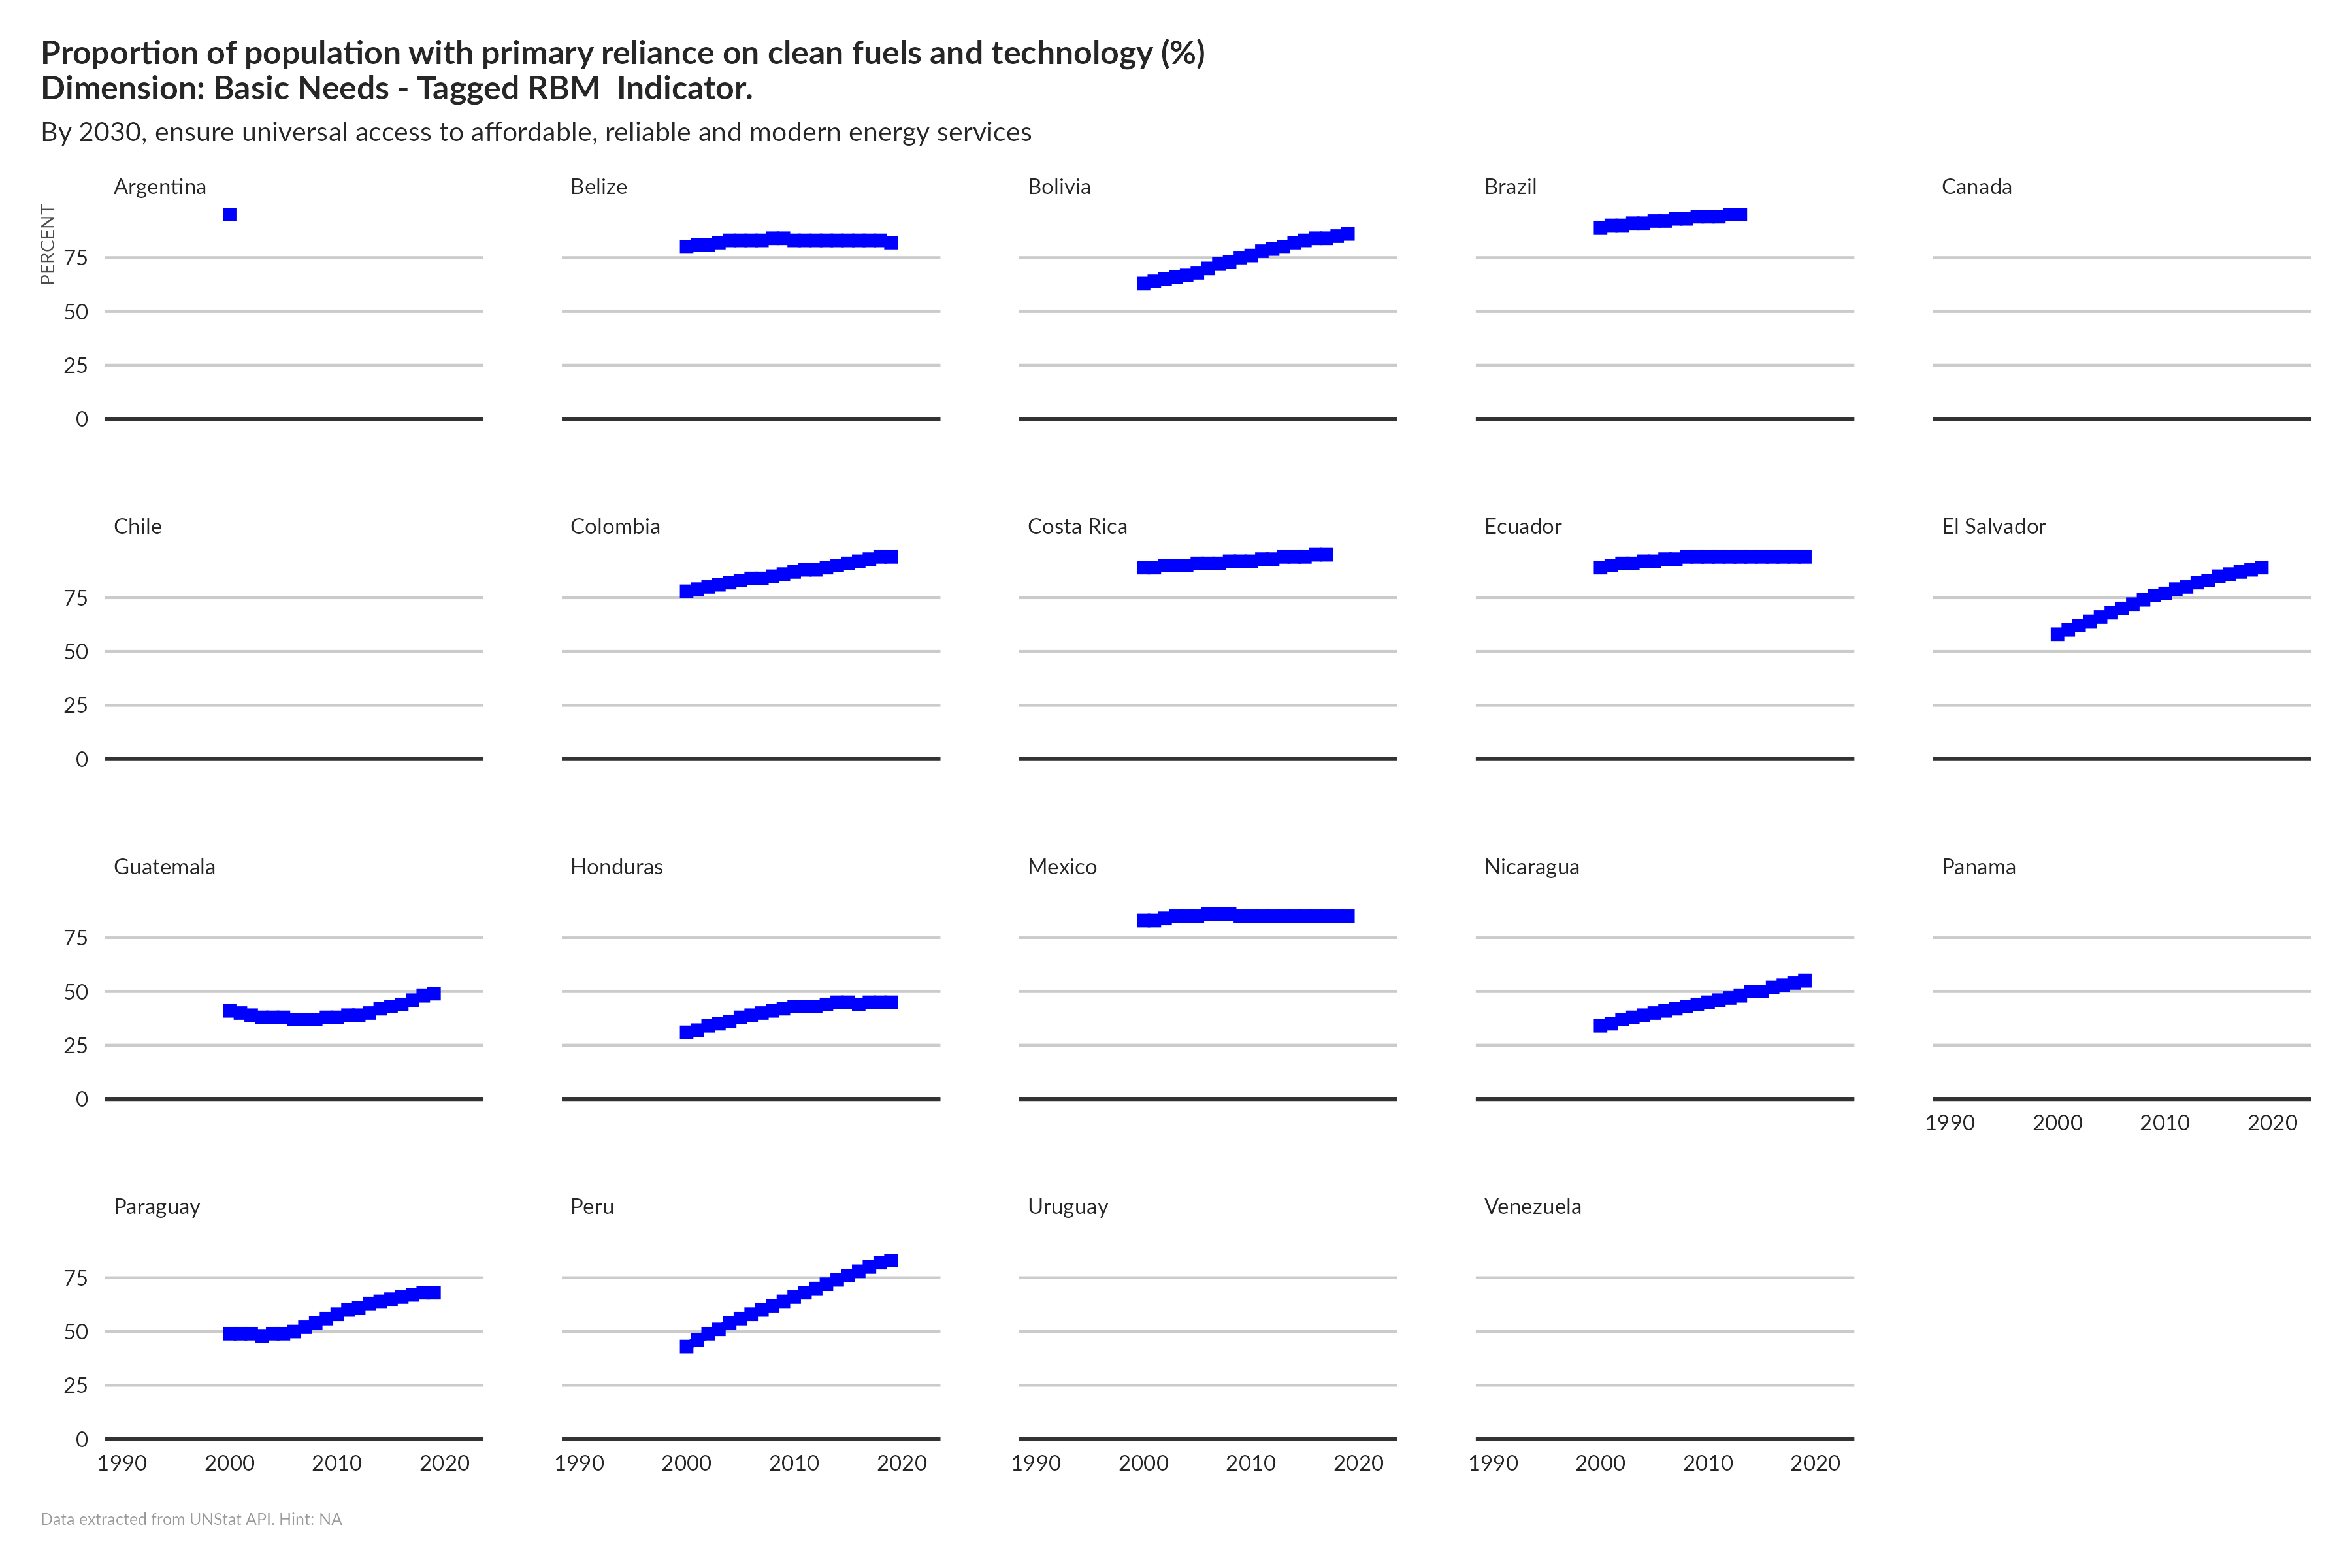 Proportion of population with primary reliance on clean fuels and technology (%)
Dimension: Basic Needs - Tagged RBM  Indicator.
By 2030, ensure universal access to affordable, reliable and modern energy services
Argentina
Belize
Bolivia
Brazil
Canada
PERCENT
75
50
25
0
Chile
Colombia
Costa Rica
Ecuador
El Salvador
75
50
25
0
Guatemala
Honduras
Mexico
Nicaragua
Panama
75
50
25
0
1990 2000 2010 2020
Paraguay
Peru
Uruguay
Venezuela
75
50
25
0
1990 2000 2010 2020
1990 2000 2010 2020
1990 2000 2010 2020
1990 2000 2010 2020
Data extracted from UNStat API. Hint: NA